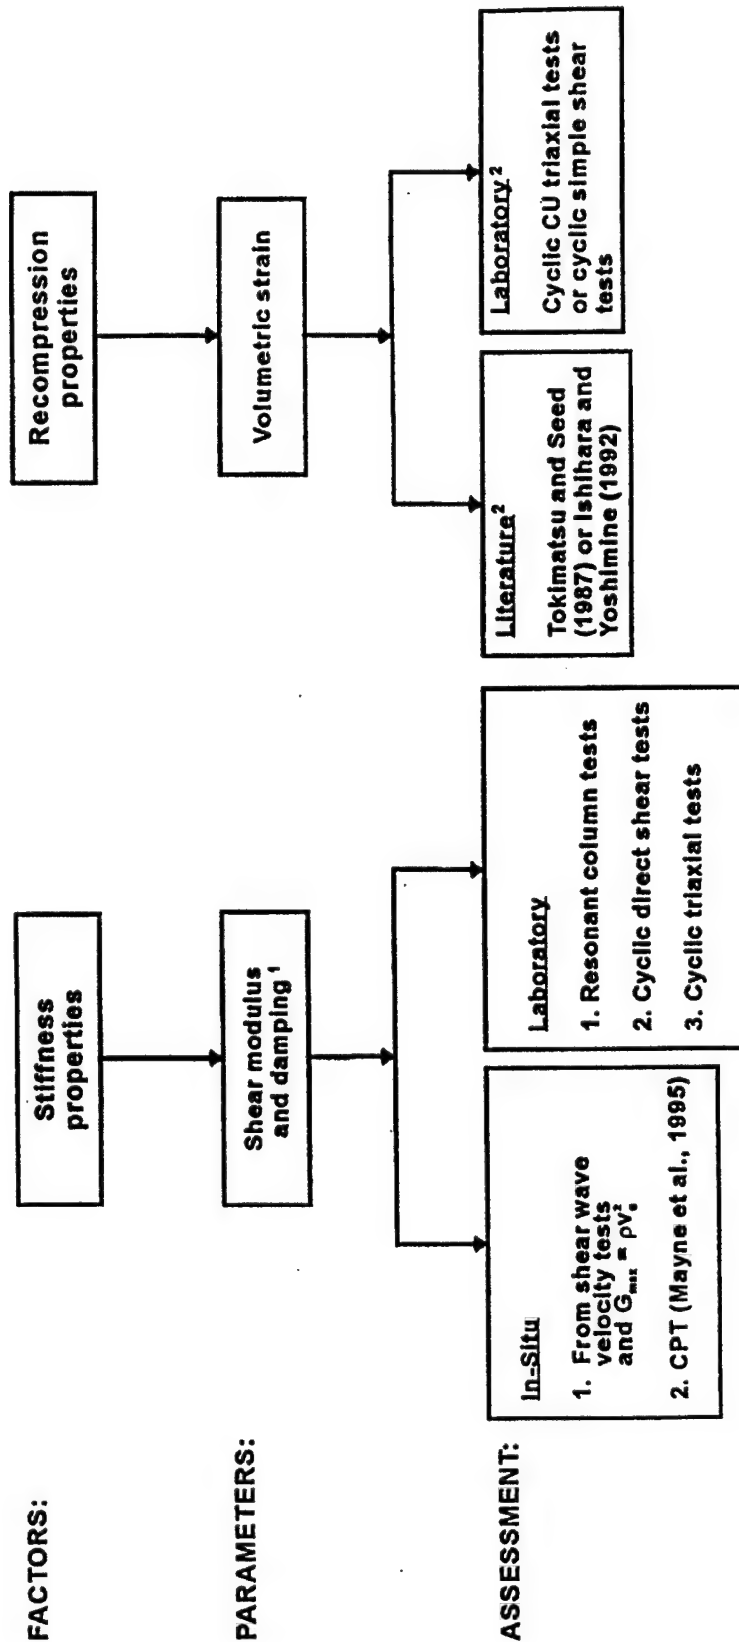 FACTORS:
Stiffness
properties
Recompression
properties
PARAMETERS:
Shear modulus
and damping¹
Volumetric strain
ASSESSMENT:
In-Situ
1. From shear wave
velocity tests
and Gmax = ρVs²
2. CPT (Mayne et al., 1995)
Laboratory
1. Resonant column tests
2. Cyclic direct shear tests
3. Cyclic triaxial tests
Literature²
Tokimatsu and Seed
(1987) or Ishihara and
Yoshimine (1992)
Laboratory²
Cyclic CU triaxial tests
or cyclic simple shear
tests